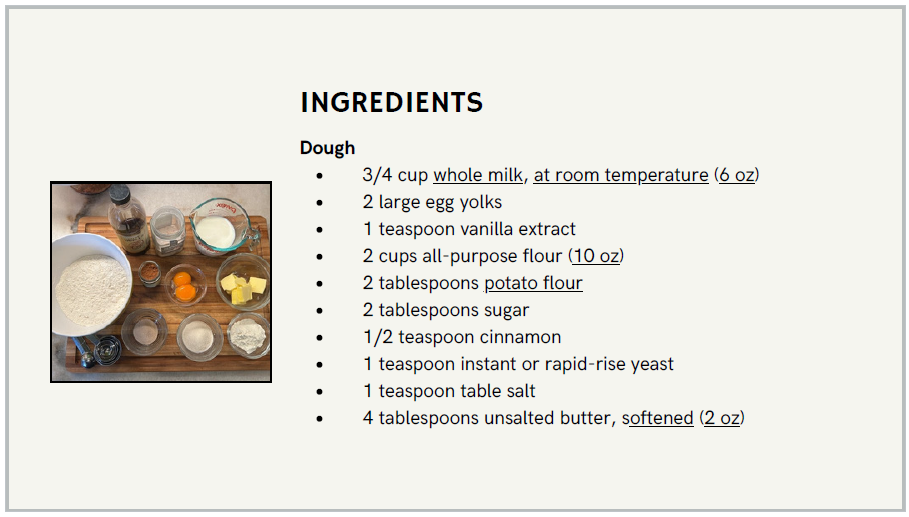 INGREDIENTS
Dough
• 3/4 cup whole milk, at room temperature (6 oz)
• 2 large egg yolks
• 1 teaspoon vanilla extract
• 2 cups all-purpose flour (10 oz)
• 2 tablespoons potato flour
• 2 tablespoons sugar
• 1/2 teaspoon cinnamon
• 1 teaspoon instant or rapid-rise yeast
• 1 teaspoon table salt
• 4 tablespoons unsalted butter, softened (2 oz)